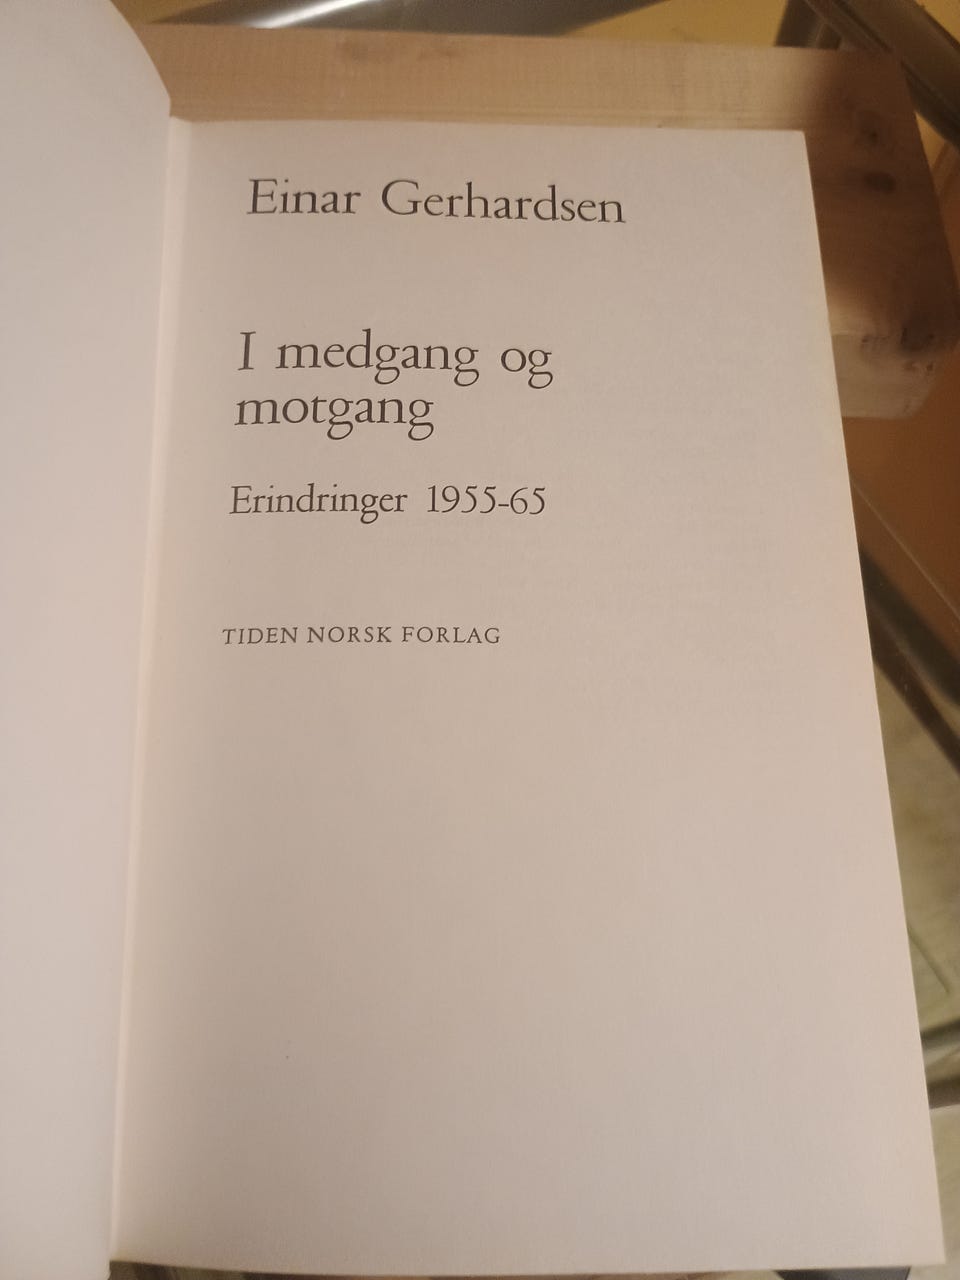 Einar Gerhardsen
I medgang og
motgang
Erindringer 1955-65
TIDEN NORSK FORLAG